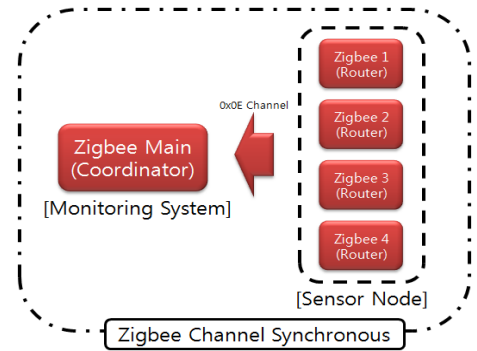 Zigbee 1
(Router)
0x0E Channel
Zigbee 2
(Router)
Zigbee Main
(Coordinator)
Zigbee 3
(Router)
[Monitoring System]
Zigbee 4
(Router)
[Sensor Node]
Zigbee Channel Synchronous